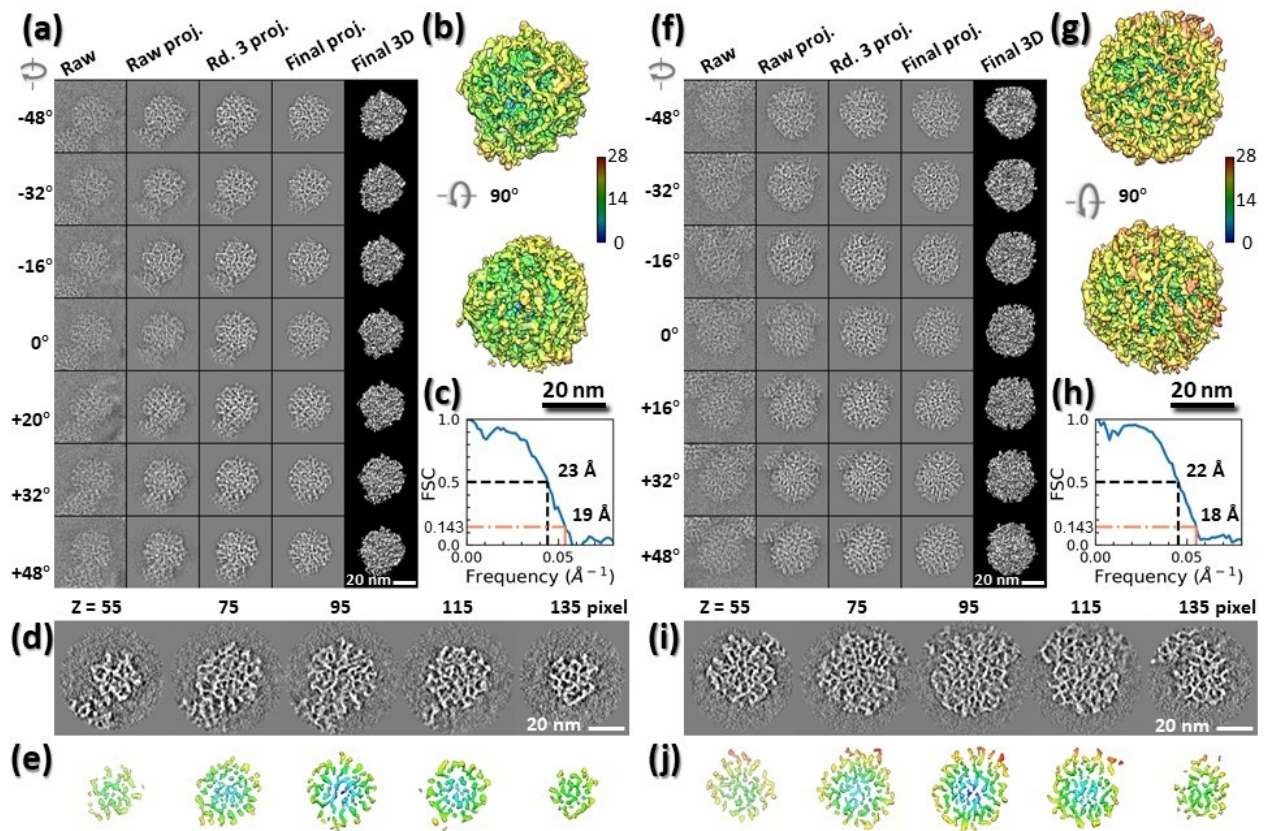 (a)
Raw
Raw proj.
Rd. 3 proj.
Final proj.
Final 3D
-48°
-32°
-16°
0°
+20°
+32°
+48°
20 nm
(b)
28
14
0
90°
20 nm
(c)
1.0
0.5
0.143
0.0
FSC
23 Å
19 Å
0.00
0.05
Frequency (Å⁻¹)
Z = 55 75 95 115 135 pixel
(d)
20 nm
(e)
(f)
Raw
Raw proj.
Rd. 3 proj.
Final proj.
Final 3D
-48°
-32°
-16°
0°
+16°
+32°
+48°
20 nm
(g)
28
14
0
90°
20 nm
(h)
1.0
0.5
0.143
0.0
FSC
22 Å
18 Å
0.00
0.05
Frequency (Å⁻¹)
Z = 55 75 95 115 135 pixel
(i)
20 nm
(j)